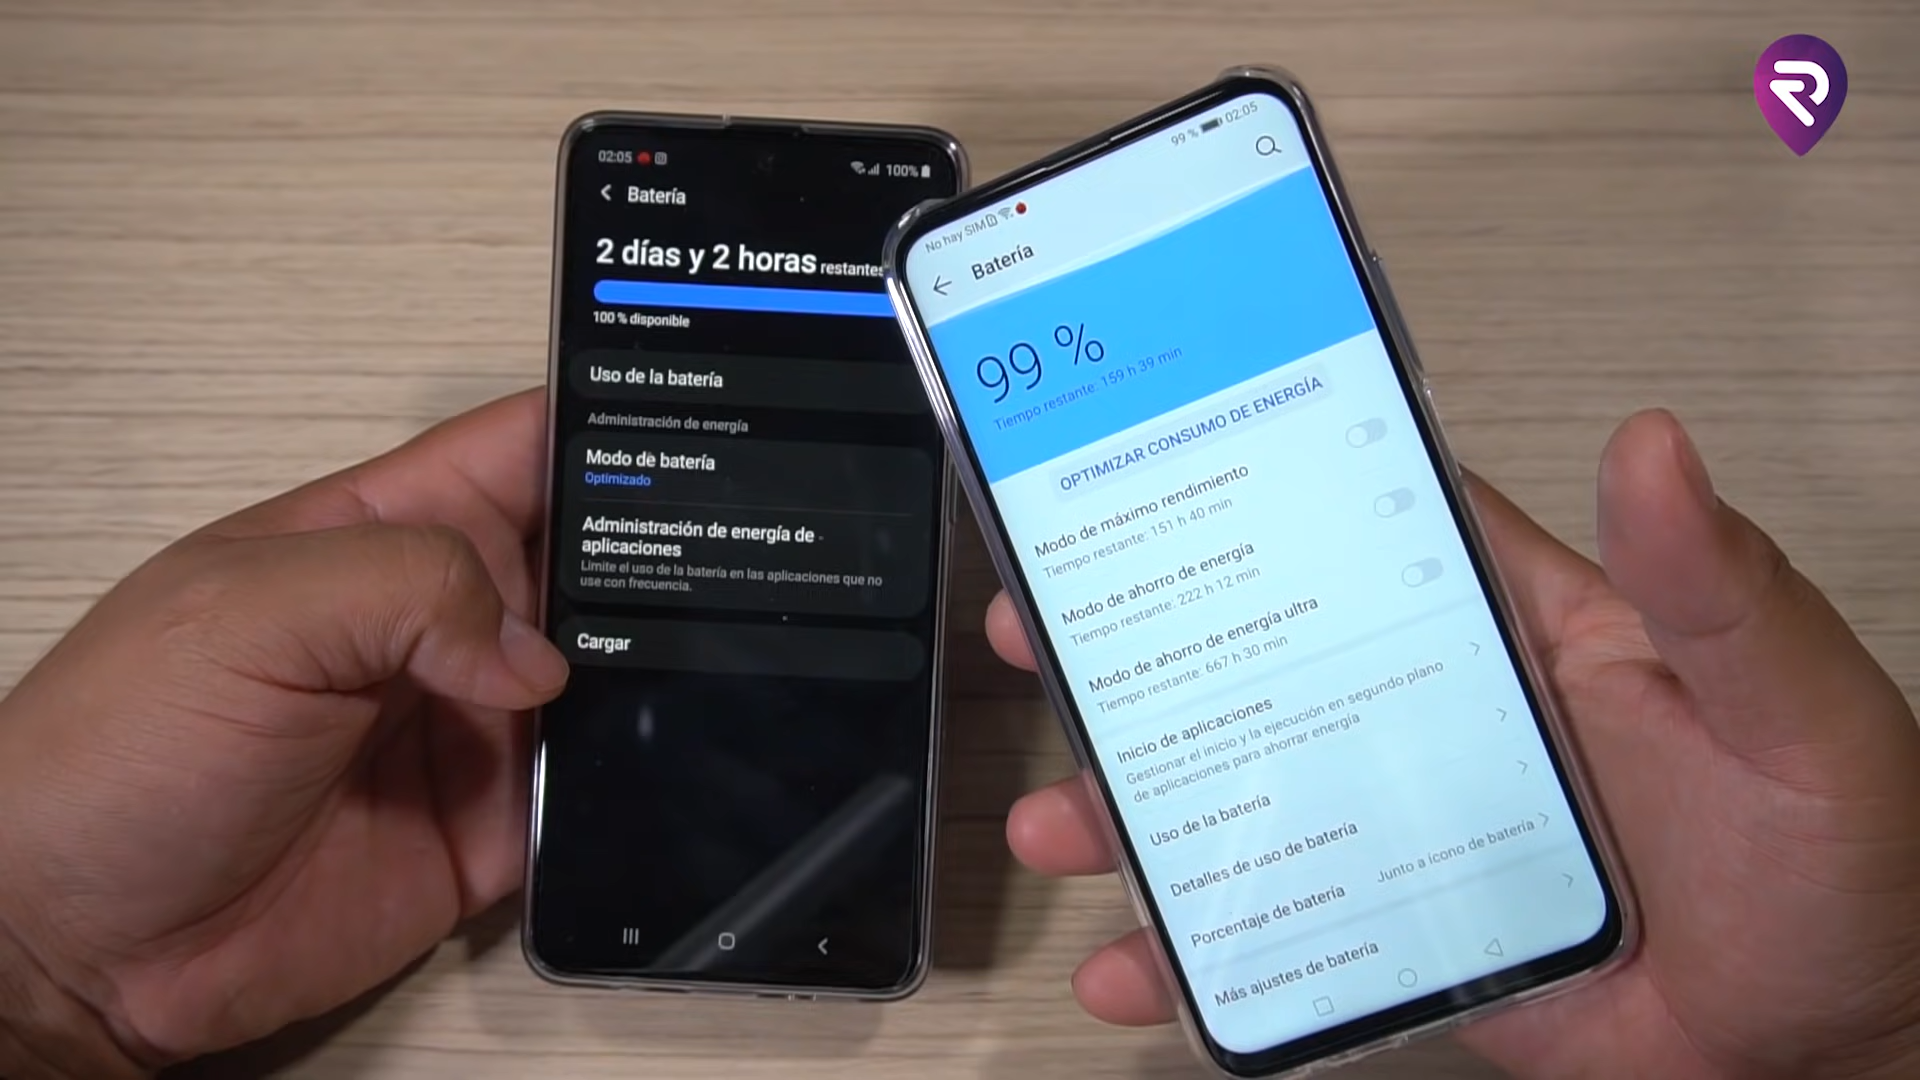 02:05
100%
Batería
2 días y 2 horas restantes
100 % disponible
Uso de la batería
Administración de energía
Modo de batería
Optimizado
Administración de energía de
aplicaciones
Limite el uso de la batería en las aplicaciones que no
use con frecuencia.
Cargar
No hay SIM
99 % 02:05
Batería
99 %
Tiempo restante: 159 h 39 min
OPTIMIZAR CONSUMO DE ENERGÍA
Modo de máximo rendimiento
Tiempo restante: 151 h 40 min
Modo de ahorro de energía
Tiempo restante: 222 h 12 min
Modo de ahorro de energía ultra
Tiempo restante: 667 h 30 min
Inicio de aplicaciones
Gestionar el inicio y la ejecución en segundo plano
de aplicaciones para ahorrar energía
Uso de la batería
Detalles de uso de batería
Porcentaje de batería Junto a ícono de batería
Más ajustes de batería